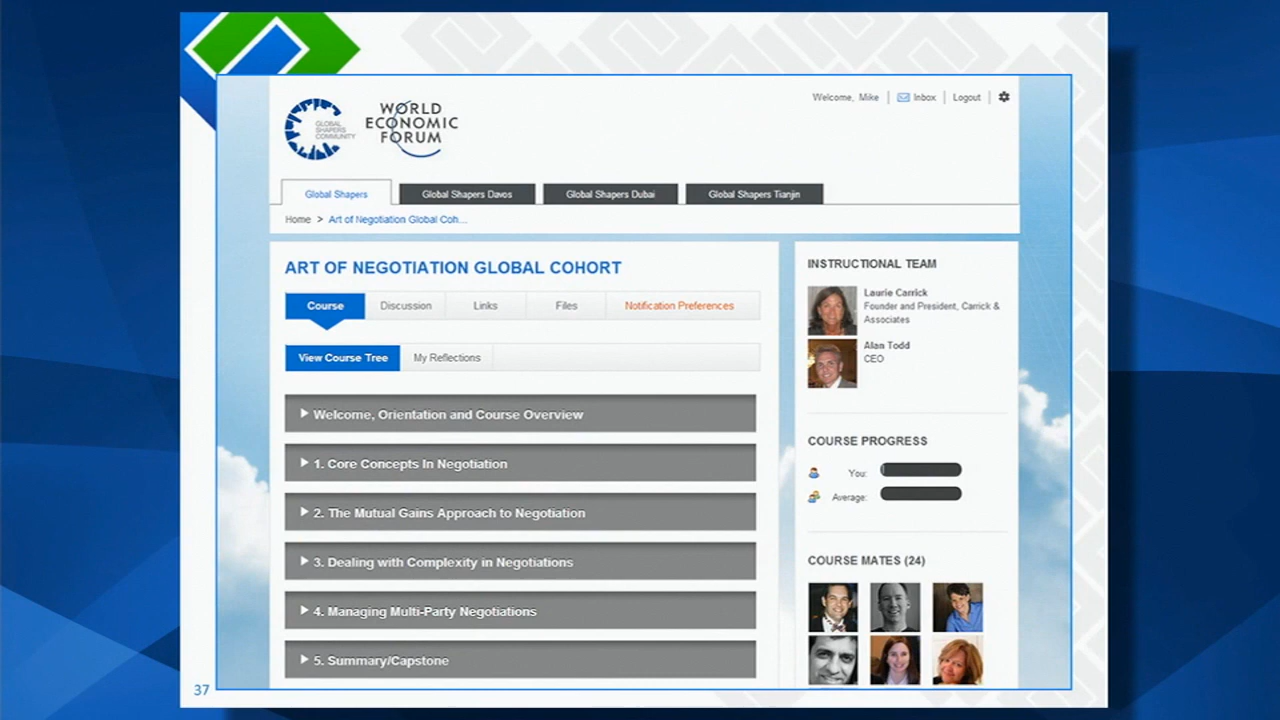 GLOBAL
SHAPERS
COMMUNITY
WORLD
ECONOMIC
FORUM
Welcome, Mike
Inbox
Logout
Global Shapers
Global Shapers Davos
Global Shapers Dubai
Global Shapers Tianjin
Home > Art of Negotiation Global Coh...
ART OF NEGOTIATION GLOBAL COHORT
Course
Discussion
Links
Files
Notification Preferences
View Course Tree
My Reflections
Welcome, Orientation and Course Overview
1. Core Concepts In Negotiation
2. The Mutual Gains Approach to Negotiation
3. Dealing with Complexity in Negotiations
4. Managing Multi-Party Negotiations
5. Summary/Capstone
INSTRUCTIONAL TEAM
Laurie Carrick
Founder and President, Carrick &
Associates
Alan Todd
CEO
COURSE PROGRESS
You:
Average:
COURSE MATES (24)
37